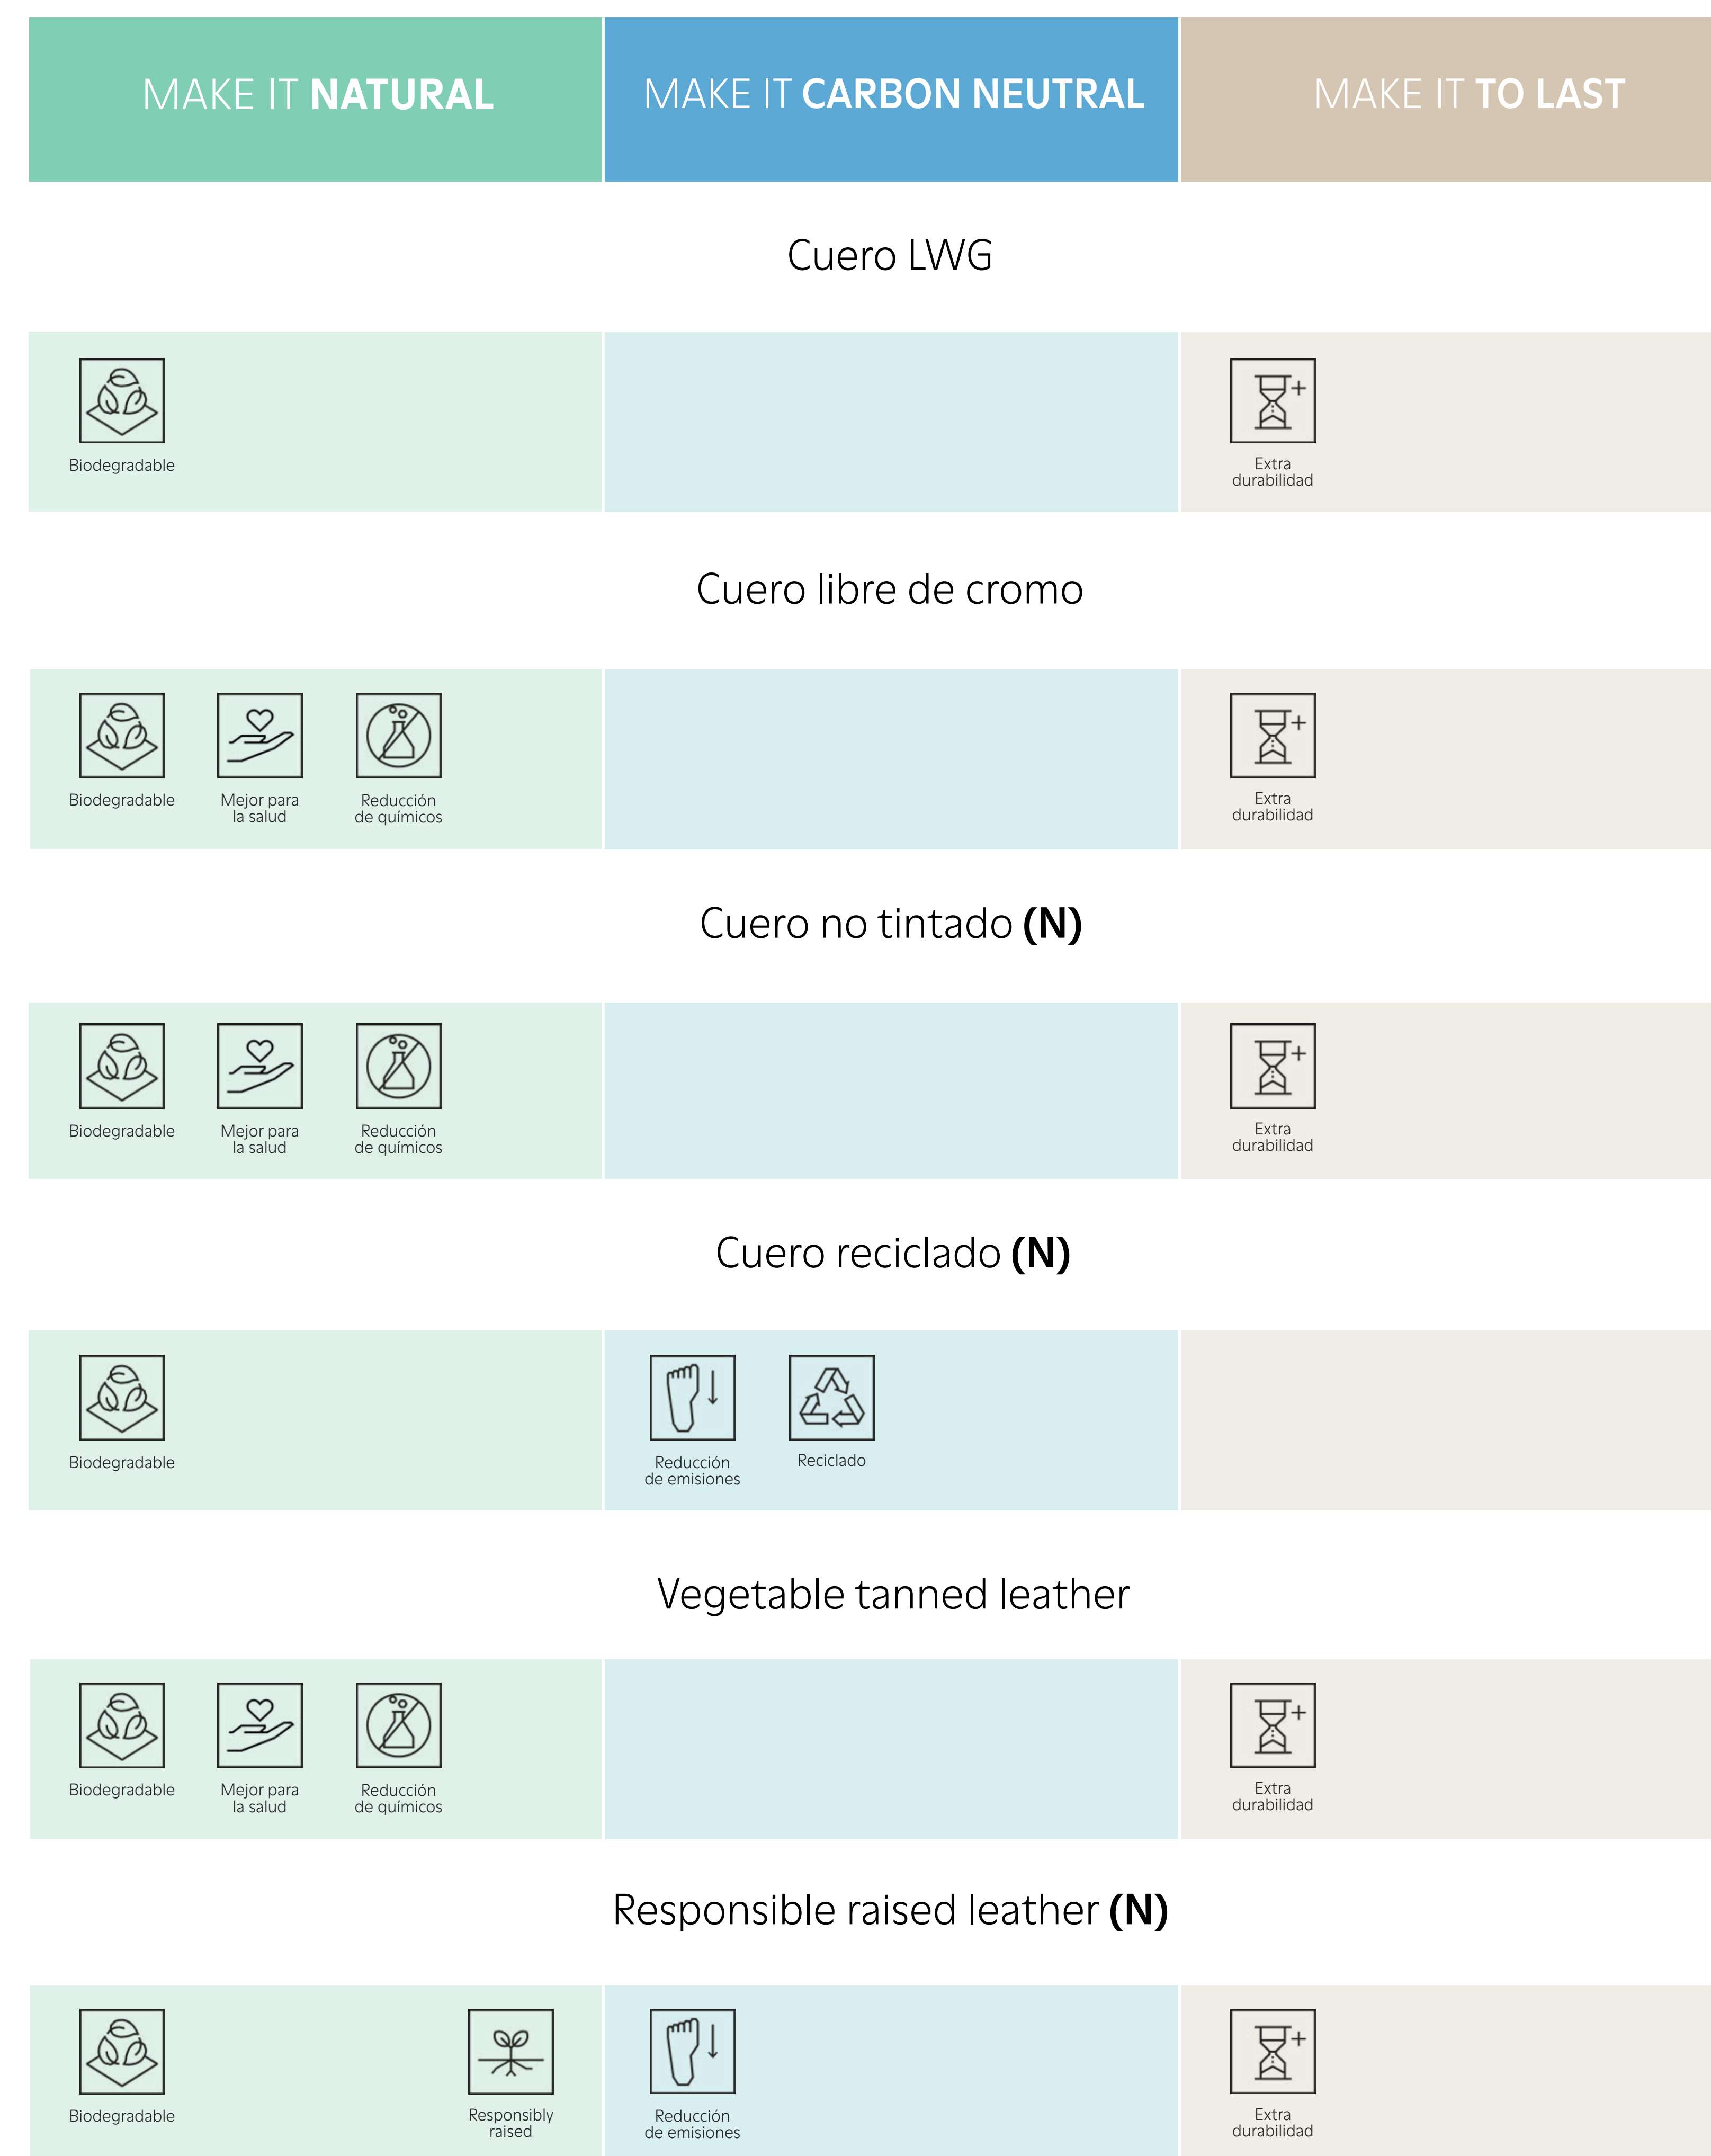 MAKE IT NATURAL
MAKE IT CARBON NEUTRAL
MAKE IT TO LAST
Cuero LWG
Biodegradable
Extra
durabilidad
Cuero libre de cromo
Biodegradable
Mejor para
la salud
Reducción
de químicos
Extra
durabilidad
Cuero no tintado (N)
Biodegradable
Mejor para
la salud
Reducción
de químicos
Extra
durabilidad
Cuero reciclado (N)
Biodegradable
Reducción
de emisiones
Reciclado
Vegetable tanned leather
Biodegradable
Mejor para
la salud
Reducción
de químicos
Extra
durabilidad
Responsible raised leather (N)
Biodegradable
Responsibly
raised
Reducción
de emisiones
Extra
durabilidad